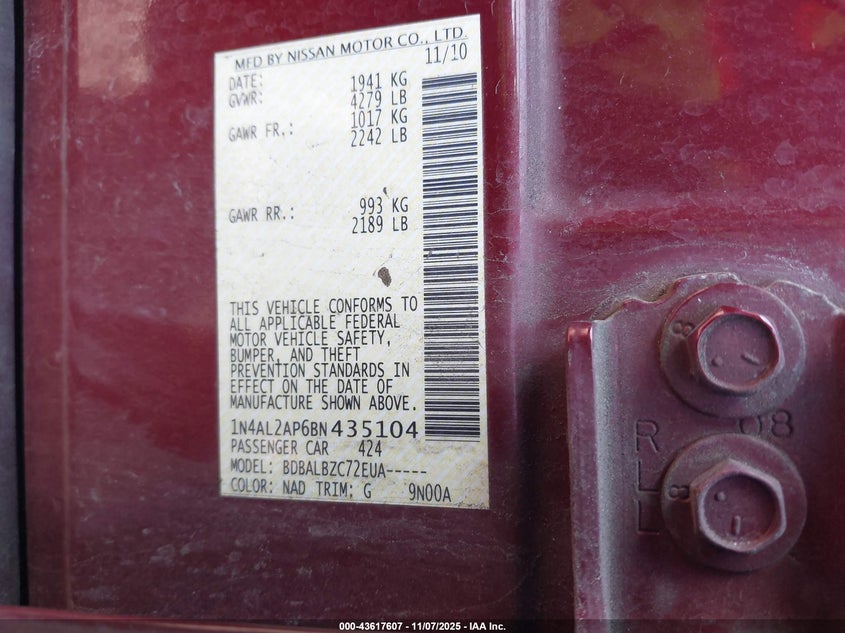 MFD BY NISSAN MOTOR CO., LTD.
DATE: 11/10
GVWR: 1941 KG
4279 LB
GAWR FR.: 1017 KG
2242 LB
GAWR RR.: 993 KG
2189 LB
THIS VEHICLE CONFORMS TO
ALL APPLICABLE FEDERAL
MOTOR VEHICLE SAFETY,
BUMPER, AND THEFT
PREVENTION STANDARDS IN
EFFECT ON THE DATE OF
MANUFACTURE SHOWN ABOVE.
1N4AL2AP6BN435104
PASSENGER CAR 424
MODEL: BDBALBZC72EUA-----
COLOR: NAD TRIM: G 9N00A
8
R 08
L
L
8
000-43617607 - 11/07/2025 - IAA Inc.